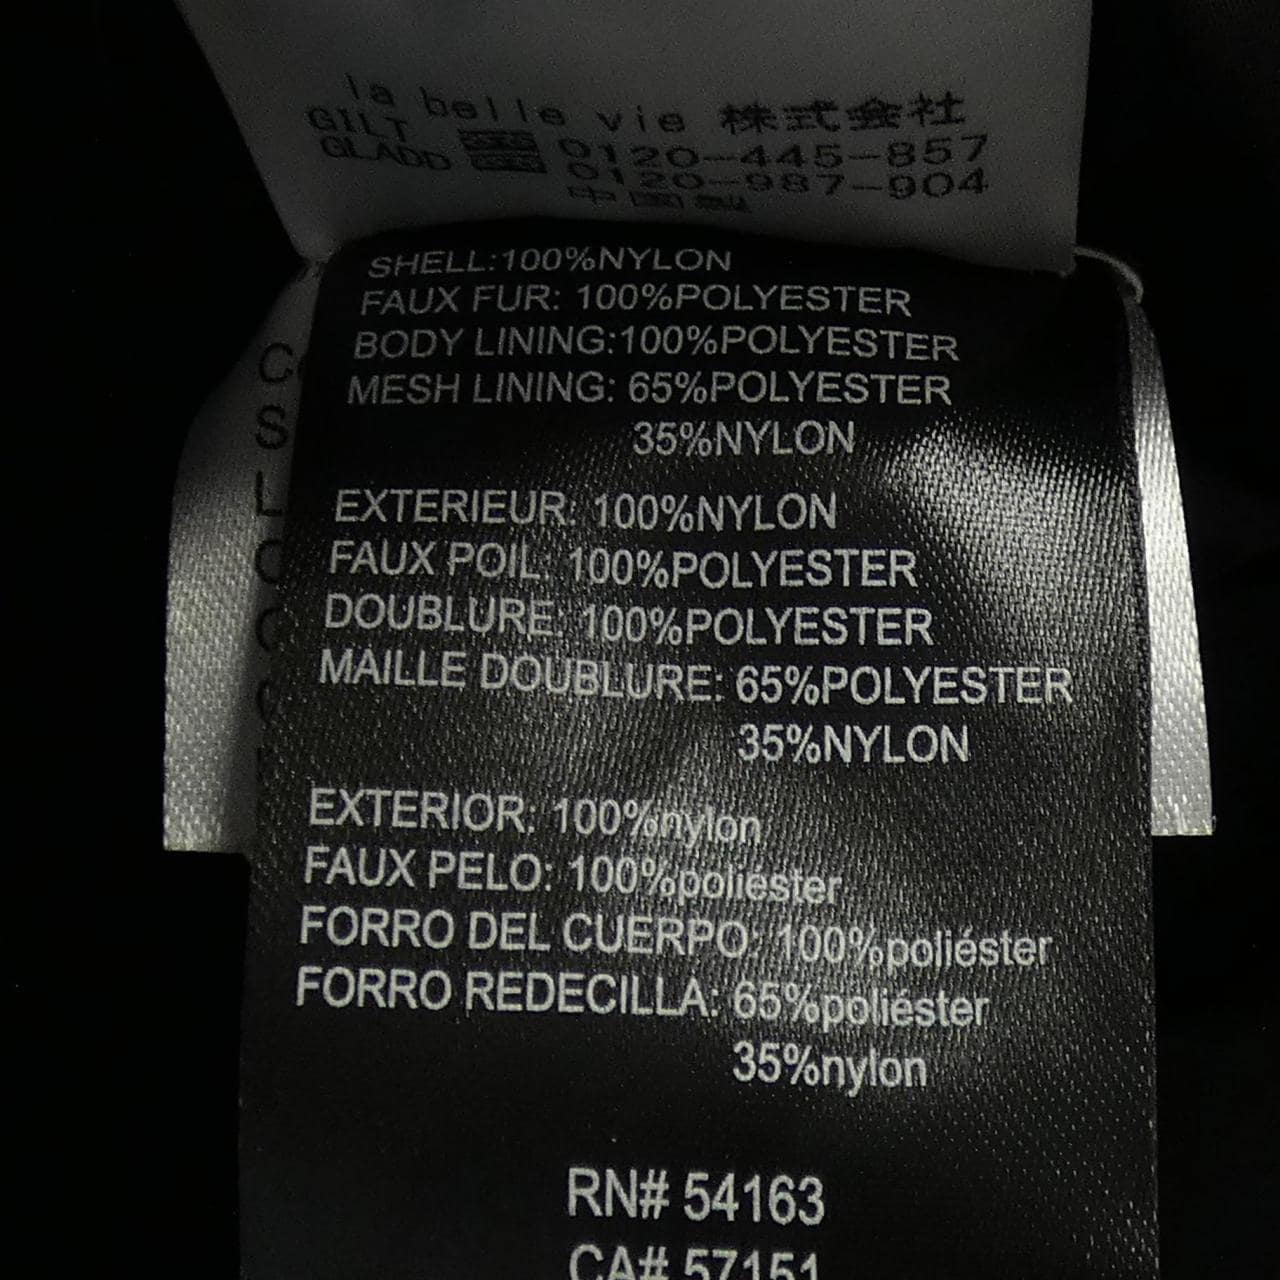 la belle vie 株式会社
GILT 0120-445-857
GLADD 0120-987-904
中国製
SHELL:100%NYLON
FAUX FUR: 100%POLYESTER
BODY LINING:100%POLYESTER
MESH LINING: 65%POLYESTER
35%NYLON
EXTERIEUR: 100%NYLON
FAUX POIL: 100%POLYESTER
DOUBLURE: 100%POLYESTER
MAILLE DOUBLURE: 65%POLYESTER
35%NYLON
EXTERIOR: 100%nylon
FAUX PELO: 100%poliéster
FORRO DEL CUERPO: 100%poliéster
FORRO REDECILLA: 65%poliéster
35%nylon
RN# 54163
CA# 57151